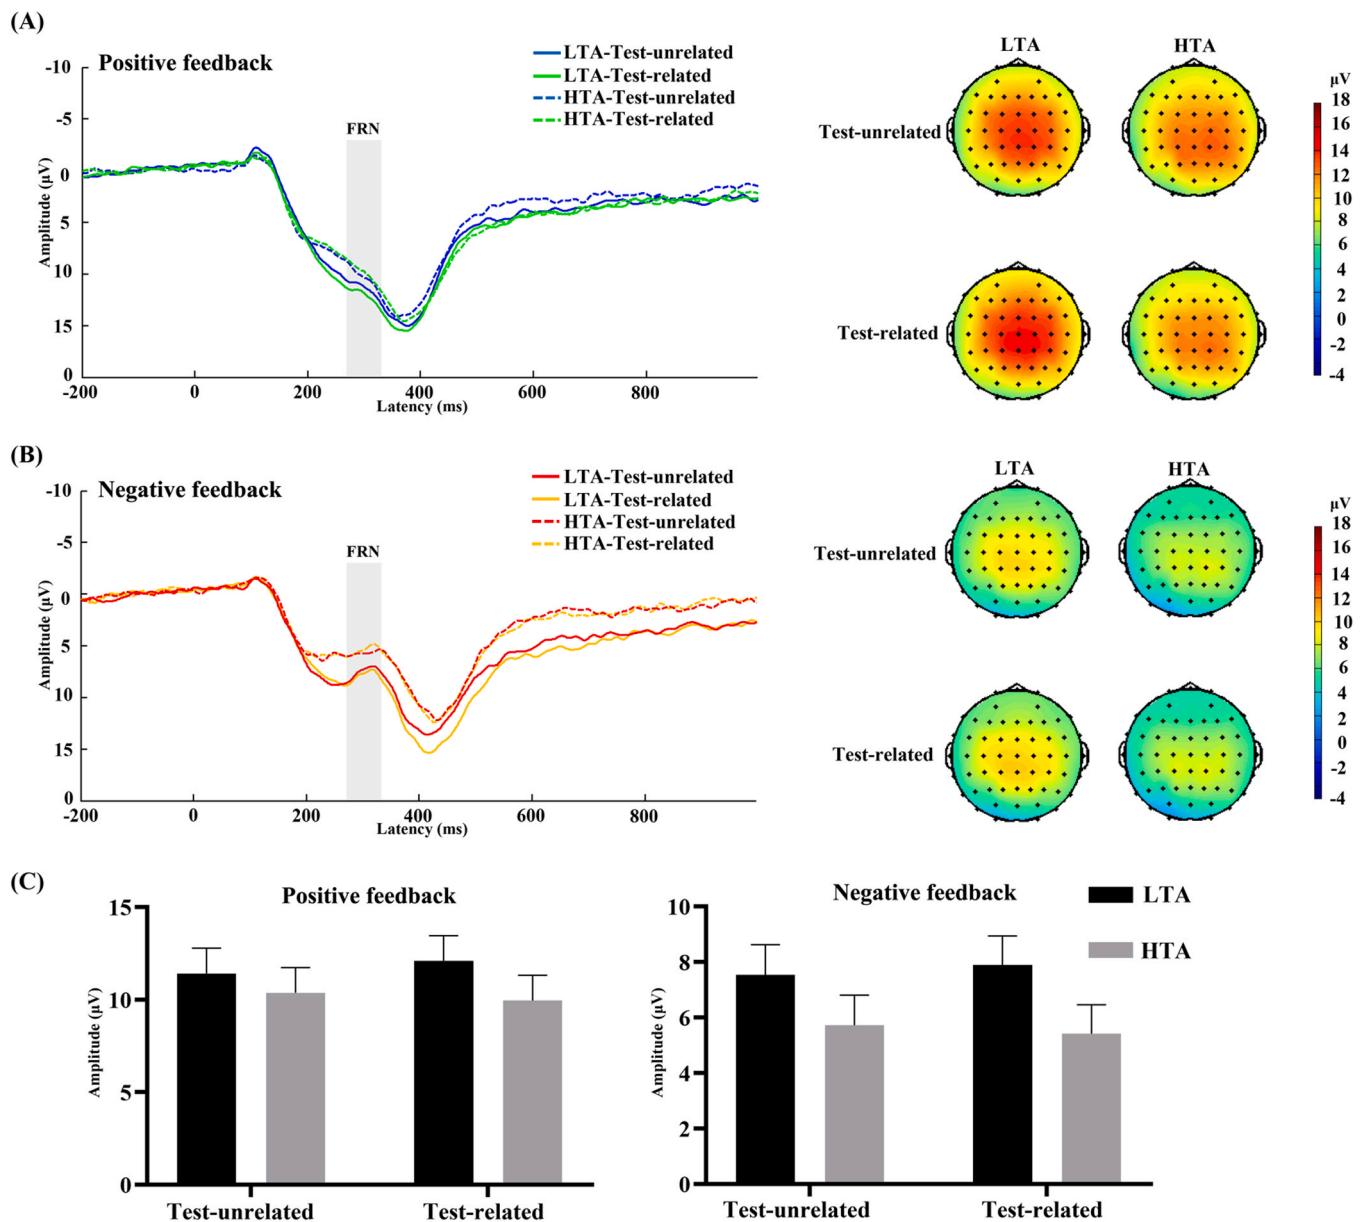 (A)
Positive feedback
LTA-Test-unrelated
LTA-Test-related
HTA-Test-unrelated
HTA-Test-related
FRN
-10
-5
0
5
10
15
0
Amplitude (μV)
-200
0
200
400
600
800
Latency (ms)
LTA
HTA
Test-unrelated
Test-related
μV
18
16
14
12
10
8
6
4
2
0
-2
-4
(B)
Negative feedback
LTA-Test-unrelated
LTA-Test-related
HTA-Test-unrelated
HTA-Test-related
FRN
-10
-5
0
5
10
15
0
Amplitude (μV)
-200
0
200
400
600
800
Latency (ms)
LTA
HTA
Test-unrelated
Test-related
μV
18
16
14
12
10
8
6
4
2
0
-2
-4
(C)
Positive feedback
15
10
5
0
Amplitude (μV)
Test-unrelated
Test-related
Negative feedback
10
8
6
4
2
0
Amplitude (μV)
Test-unrelated
Test-related
LTA
HTA